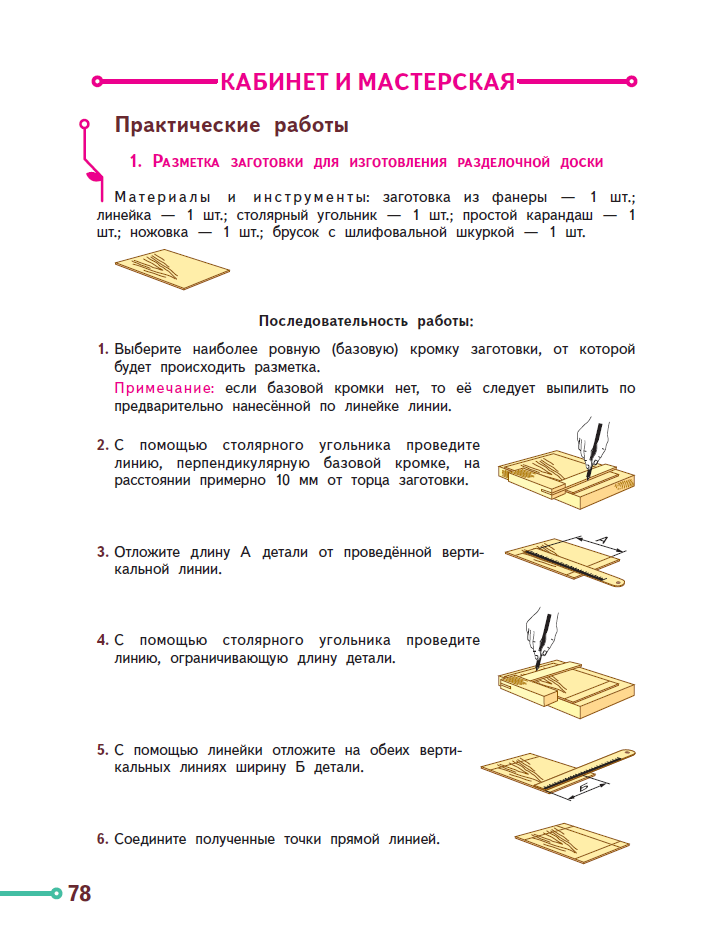 КАБИНЕТ И МАСТЕРСКАЯ
Практические работы
1. Разметка заготовки для изготовления разделочной доски
Материалы и инструменты: заготовка из фанеры — 1 шт.;
линейка — 1 шт.; столярный угольник — 1 шт.; простой карандаш — 1
шт.; ножовка — 1 шт.; брусок с шлифовальной шкуркой — 1 шт.
Последовательность работы:
1. Выберите наиболее ровную (базовую) кромку заготовки, от которой
будет происходить разметка.
Примечание: если базовой кромки нет, то её следует выпилить по
предварительно нанесённой по линейке линии.
2. С помощью столярного угольника проведите
линию, перпендикулярную базовой кромке, на
расстоянии примерно 10 мм от торца заготовки.
3. Отложите длину А детали от проведённой верти-
кальной линии.
А
4. С помощью столярного угольника проведите
линию, ограничивающую длину детали.
5. С помощью линейки отложите на обеих верти-
кальных линиях ширину Б детали.
Б
6. Соедините полученные точки прямой линией.
78